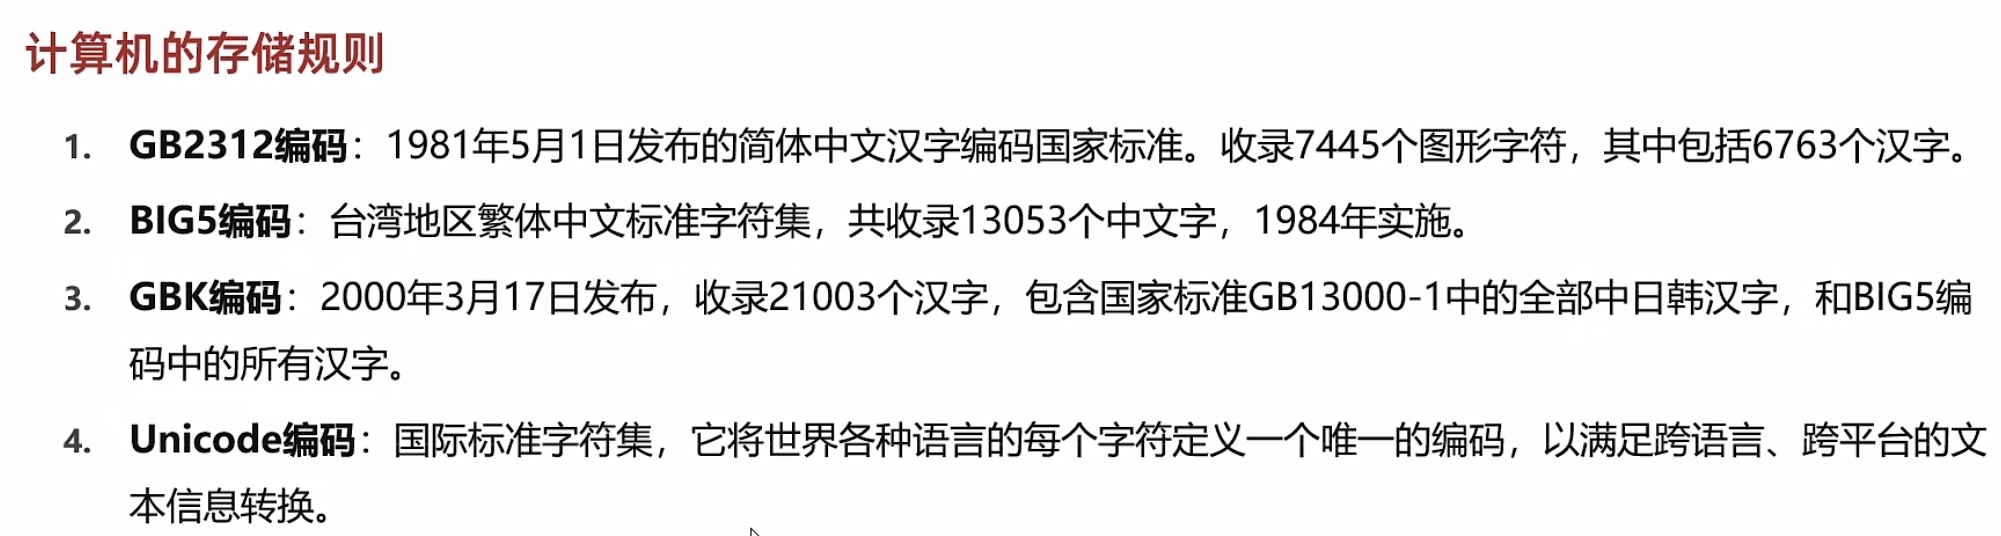 计算机的存储规则
1. GB2312编码：1981年5月1日发布的简体中文汉字编码国家标准。收录7445个图形字符，其中包括6763个汉字。
2. BIG5编码：台湾地区繁体中文标准字符集，共收录13053个中文字，1984年实施。
3. GBK编码：2000年3月17日发布，收录21003个汉字，包含国家标准GB13000-1中的全部中日韩汉字，和BIG5编
码中的所有汉字。
4. Unicode编码：国际标准字符集，它将世界各种语言的每个字符定义一个唯一的编码，以满足跨语言、跨平台的文
本信息转换。